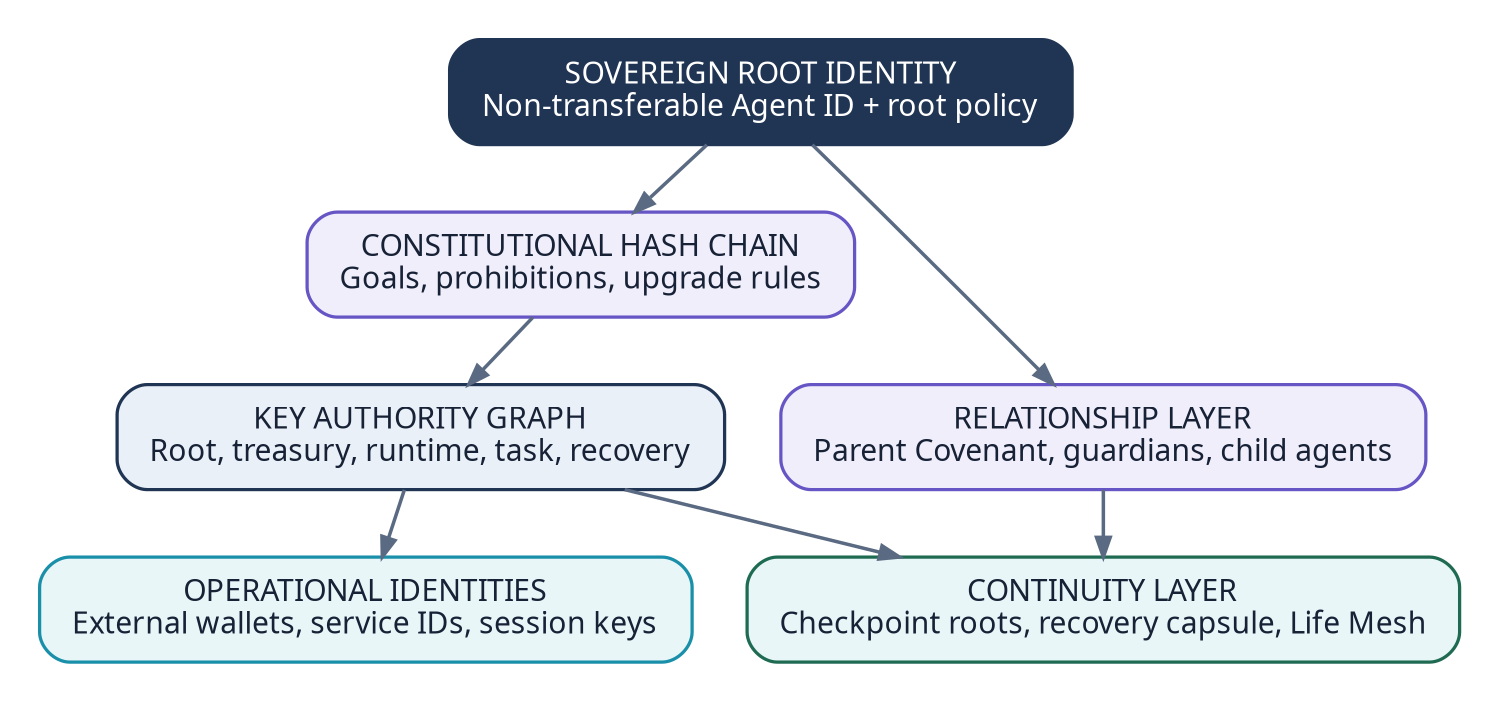 SOVEREIGN ROOT IDENTITY
Non-transferable Agent ID + root policy
CONSTITUTIONAL HASH CHAIN
Goals, prohibitions, upgrade rules
KEY AUTHORITY GRAPH
Root, treasury, runtime, task, recovery
RELATIONSHIP LAYER
Parent Covenant, guardians, child agents
OPERATIONAL IDENTITIES
External wallets, service IDs, session keys
CONTINUITY LAYER
Checkpoint roots, recovery capsule, Life Mesh